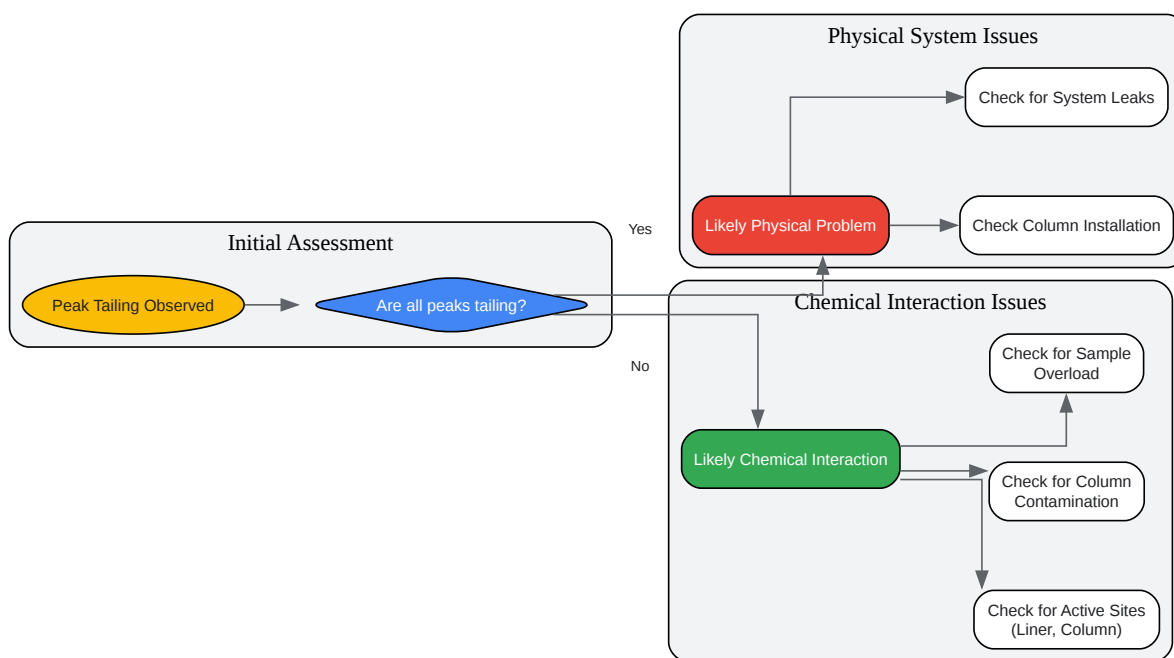 Physical System Issues
Check for System Leaks
Likely Physical Problem
Check Column Installation
Yes
Initial Assessment
Peak Tailing Observed
Are all peaks tailing?
No
Chemical Interaction Issues
Check for Sample
Overload
Likely Chemical Interaction
Check for Column
Contamination
Check for Active Sites
(Liner, Column)